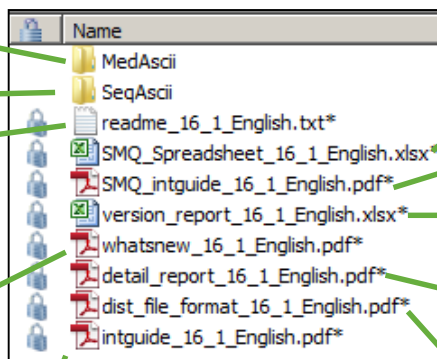 Name
MedAscii
SeqAscii
readme_16_1_English.txt*
SMQ_Spreadsheet_16_1_English.xlsx*
SMQ_intguide_16_1_English.pdf*
version_report_16_1_English.xlsx*
whatsnew_16_1_English.pdf*
detail_report_16_1_English.pdf*
dist_file_format_16_1_English.pdf*
intguide_16_1_English.pdf*